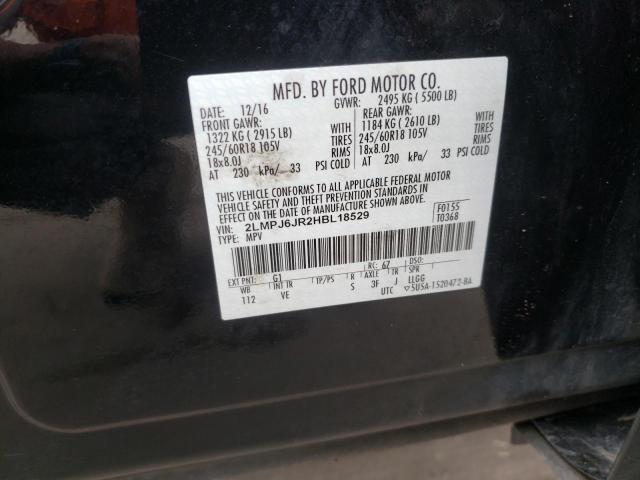 MFD. BY FORD MOTOR CO.
DATE: 12/16 GVWR: 2495 KG ( 5500 LB)
FRONT GAWR: REAR GAWR:
1322 KG ( 2915 LB) WITH 1184 KG ( 2610 LB) WITH
245/60R18 105V TIRES 245/60R18 105V TIRES
18x8.0J RIMS 18x8.0J RIMS
AT 230 kPa/ 33 PSI COLD AT 230 kPa/ 33 PSI COLD
THIS VEHICLE CONFORMS TO ALL APPLICABLE FEDERAL MOTOR
VEHICLE SAFETY AND THEFT PREVENTION STANDARDS IN
EFFECT ON THE DATE OF MANUFACTURE SHOWN ABOVE.
VIN: 2LMPJ6JR2HBL18529 F0155
TYPE: MPV T0368
EXT PNT: G1 RC: 67 DSO:
WB INT TR TP/PS R AXLE TR SPR
112 VE S 3F J LLGG
UTC ▽5U5A-1520472-BA